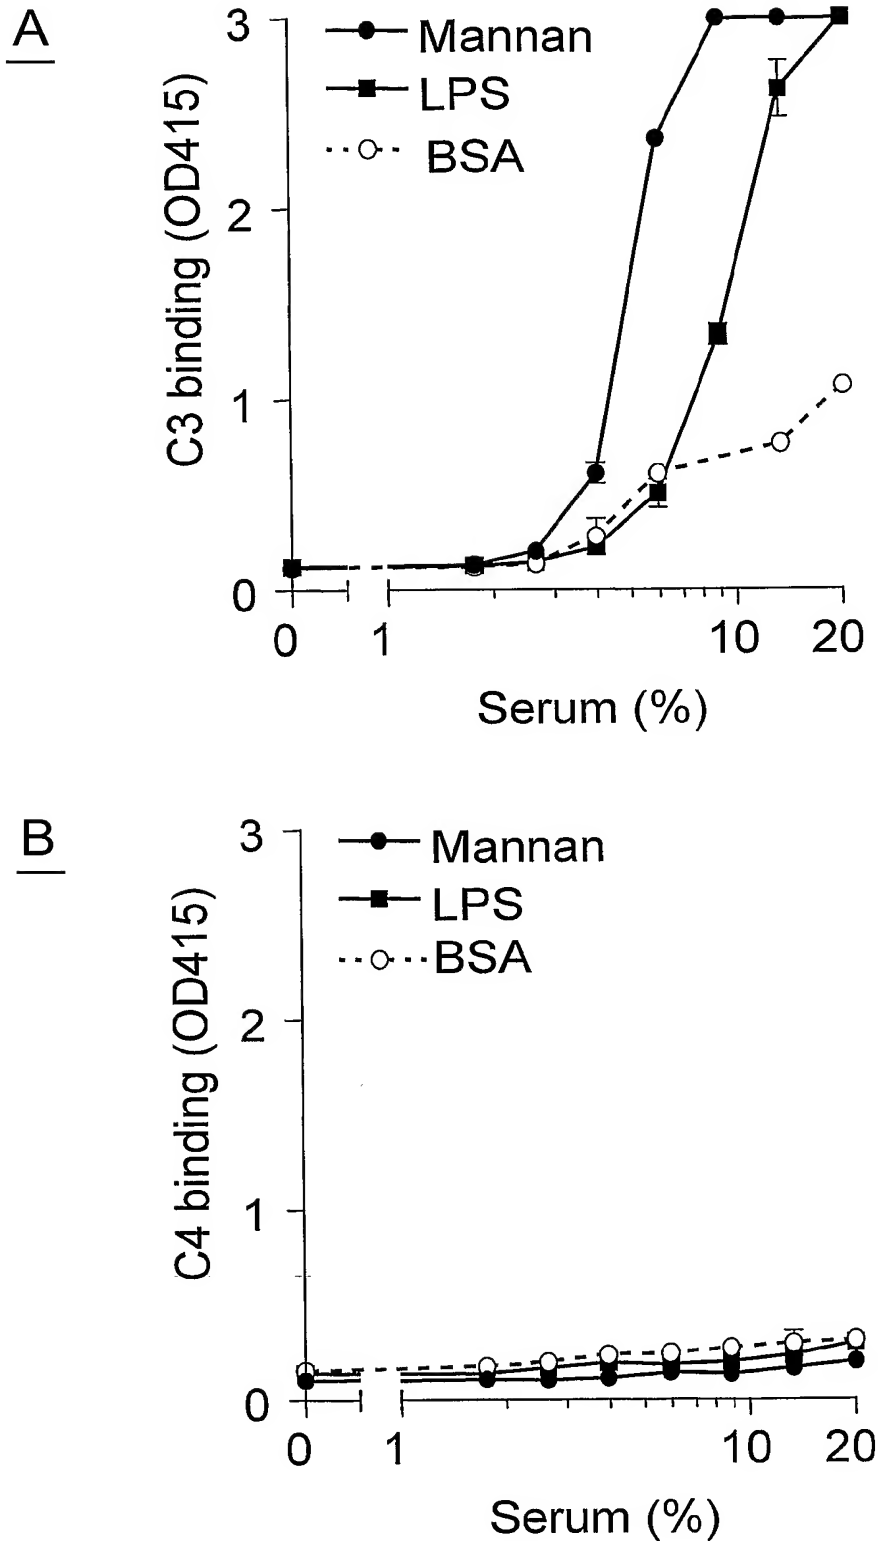 A
3
Mannan
LPS
BSA
2
1
0
C3 binding (OD415)
0 1 10 20
Serum (%)
B
3
Mannan
LPS
BSA
2
1
0
C4 binding (OD415)
0 1 10 20
Serum (%)